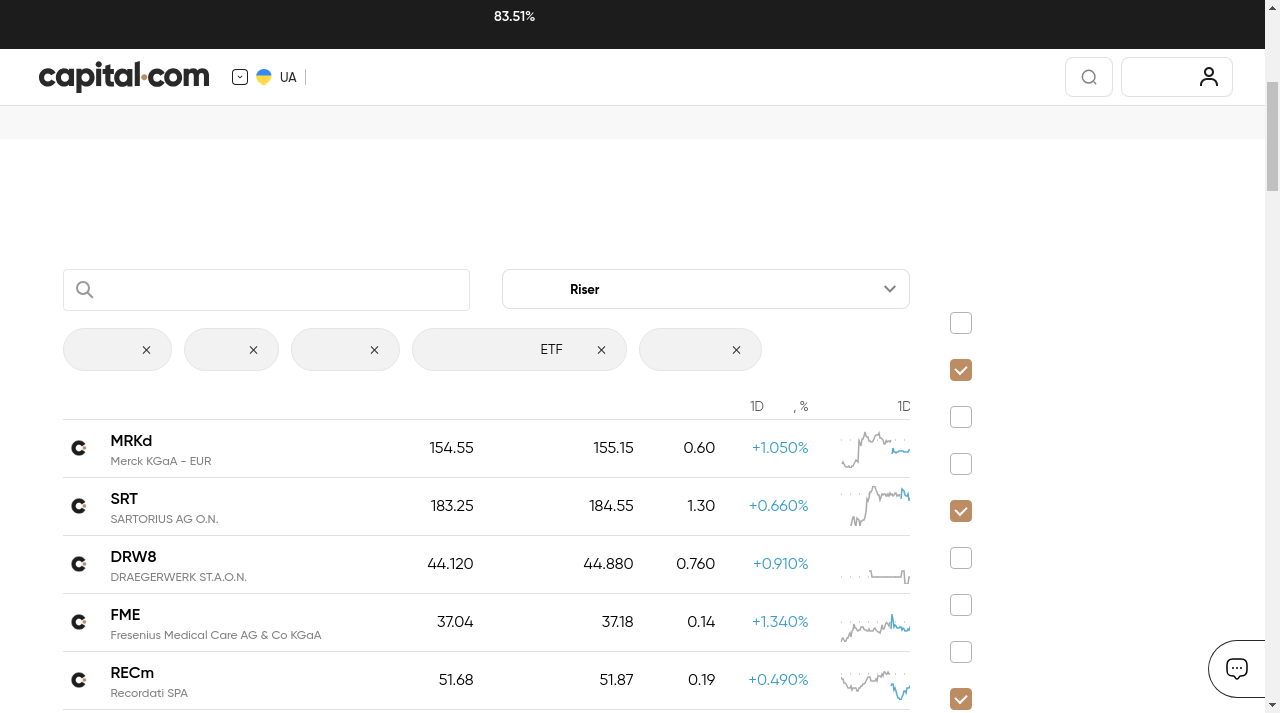 83.51%
capital.com
UA
Riser
ETF
1D , % 1D
MRKd 154.55 155.15 0.60 +1.050%
Merck KGaA - EUR
SRT 183.25 184.55 1.30 +0.660%
SARTORIUS AG O.N.
DRW8 44.120 44.880 0.760 +0.910%
DRAEGERWERK ST.A.O.N.
FME 37.04 37.18 0.14 +1.340%
Fresenius Medical Care AG & Co KGaA
RECm 51.68 51.87 0.19 +0.490%
Recordati SPA